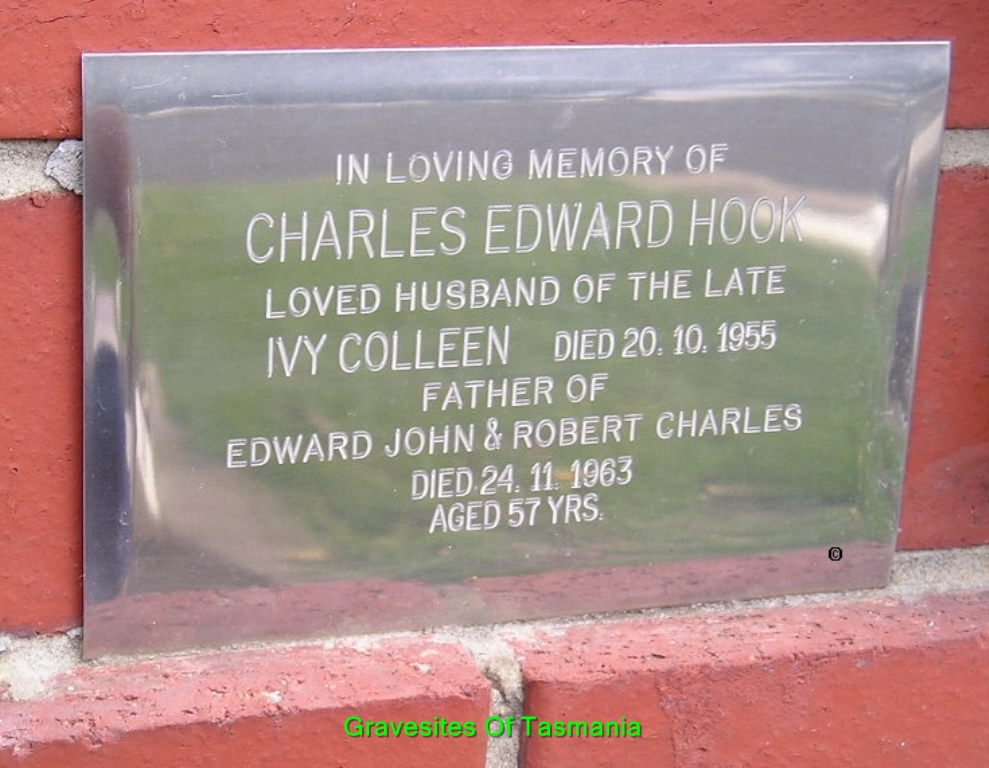 IN LOVING MEMORY OF
CHARLES EDWARD HOOK
LOVED HUSBAND OF THE LATE
IVY COLLEEN DIED 20. 10. 1955
FATHER OF
EDWARD JOHN & ROBERT CHARLES
DIED 24. 11. 1963
AGED 57 YRS.
©
Gravesites Of Tasmania